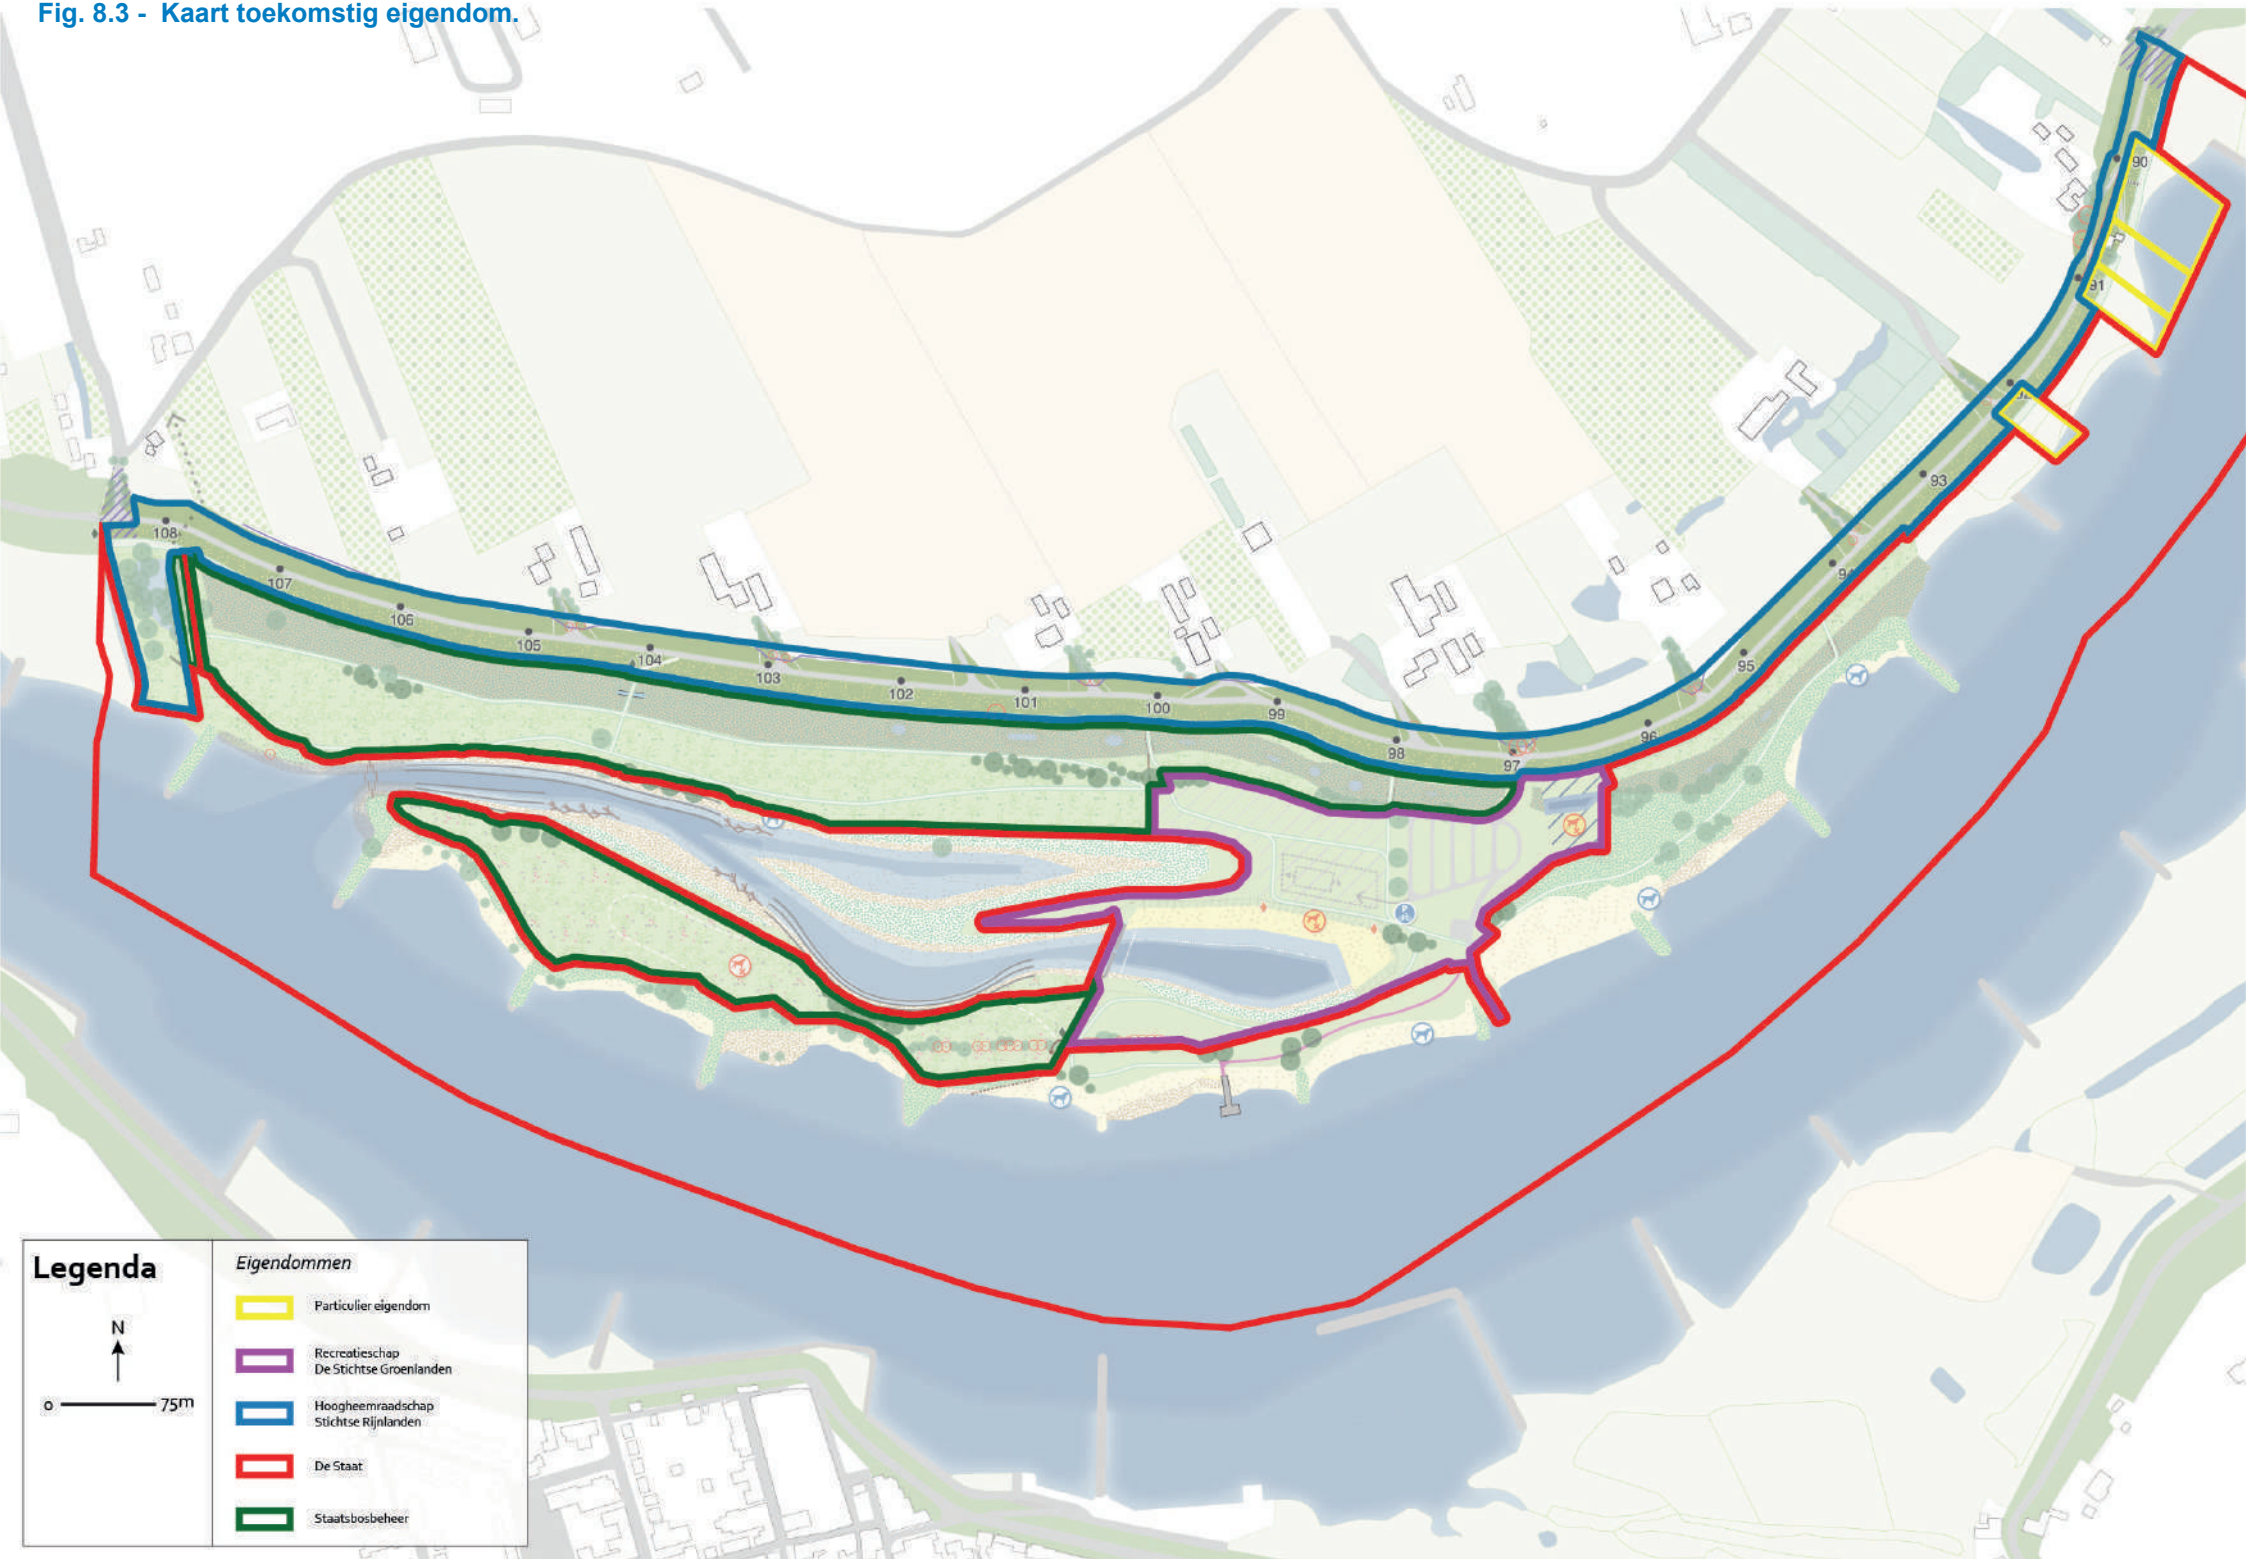 Fig. 8.3 - Kaart toekomstig eigendom.
90
91
93
94
95
96
97
98
99
100
101
102
103
104
105
106
107
108
Legenda
N
0
75m
Eigendommen
Particulier eigendom
Recreatieschap
De Stichtse Groenlanden
Hoogheemraadschap
Stichtse Rijnlanden
De Staat
Staatsbosbeheer